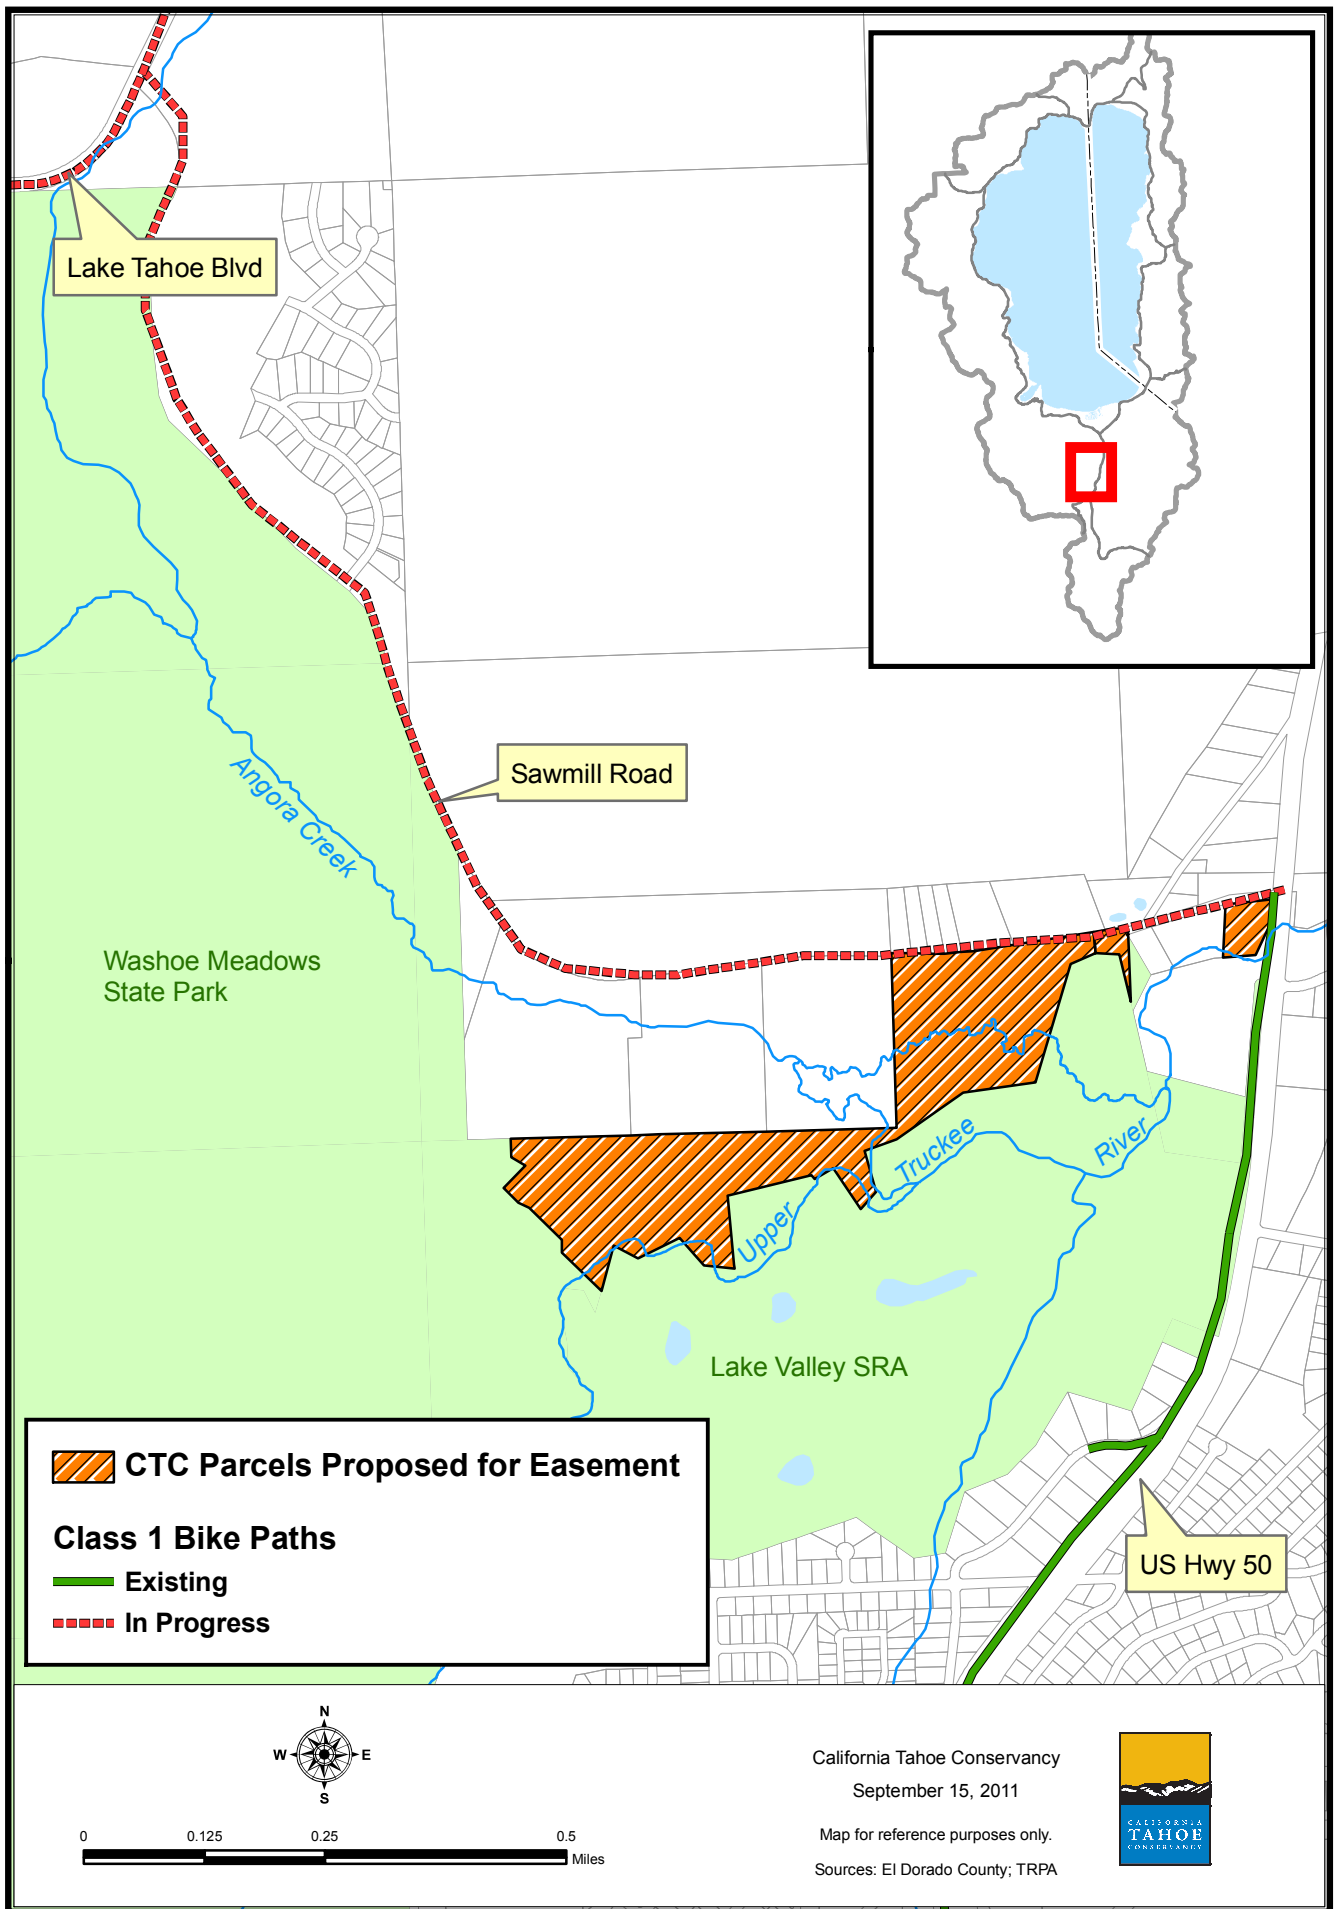 Lake Tahoe Blvd
Sawmill Road
Angora Creek
Washoe Meadows
State Park
Upper
Truckee
River
Lake Valley SRA
CTC Parcels Proposed for Easement
Class 1 Bike Paths
Existing
In Progress
US Hwy 50
N
W E
S
0 0.125 0.25 0.5
Miles
California Tahoe Conservancy
September 15, 2011
Map for reference purposes only.
Sources: El Dorado County; TRPA
CALIFORNIA
TAHOE
CONSERVANCY